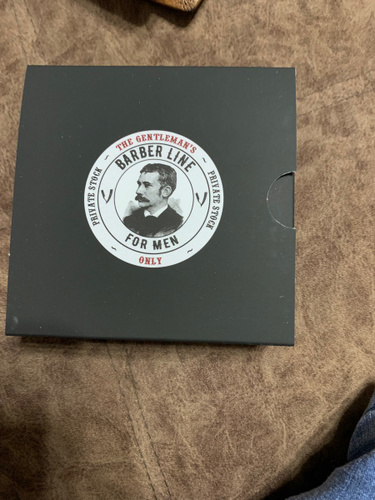 THE GENTLEMAN'S
BARBER LINE
PRIVATE STOCK
PRIVATE STOCK
FOR MEN
ONLY